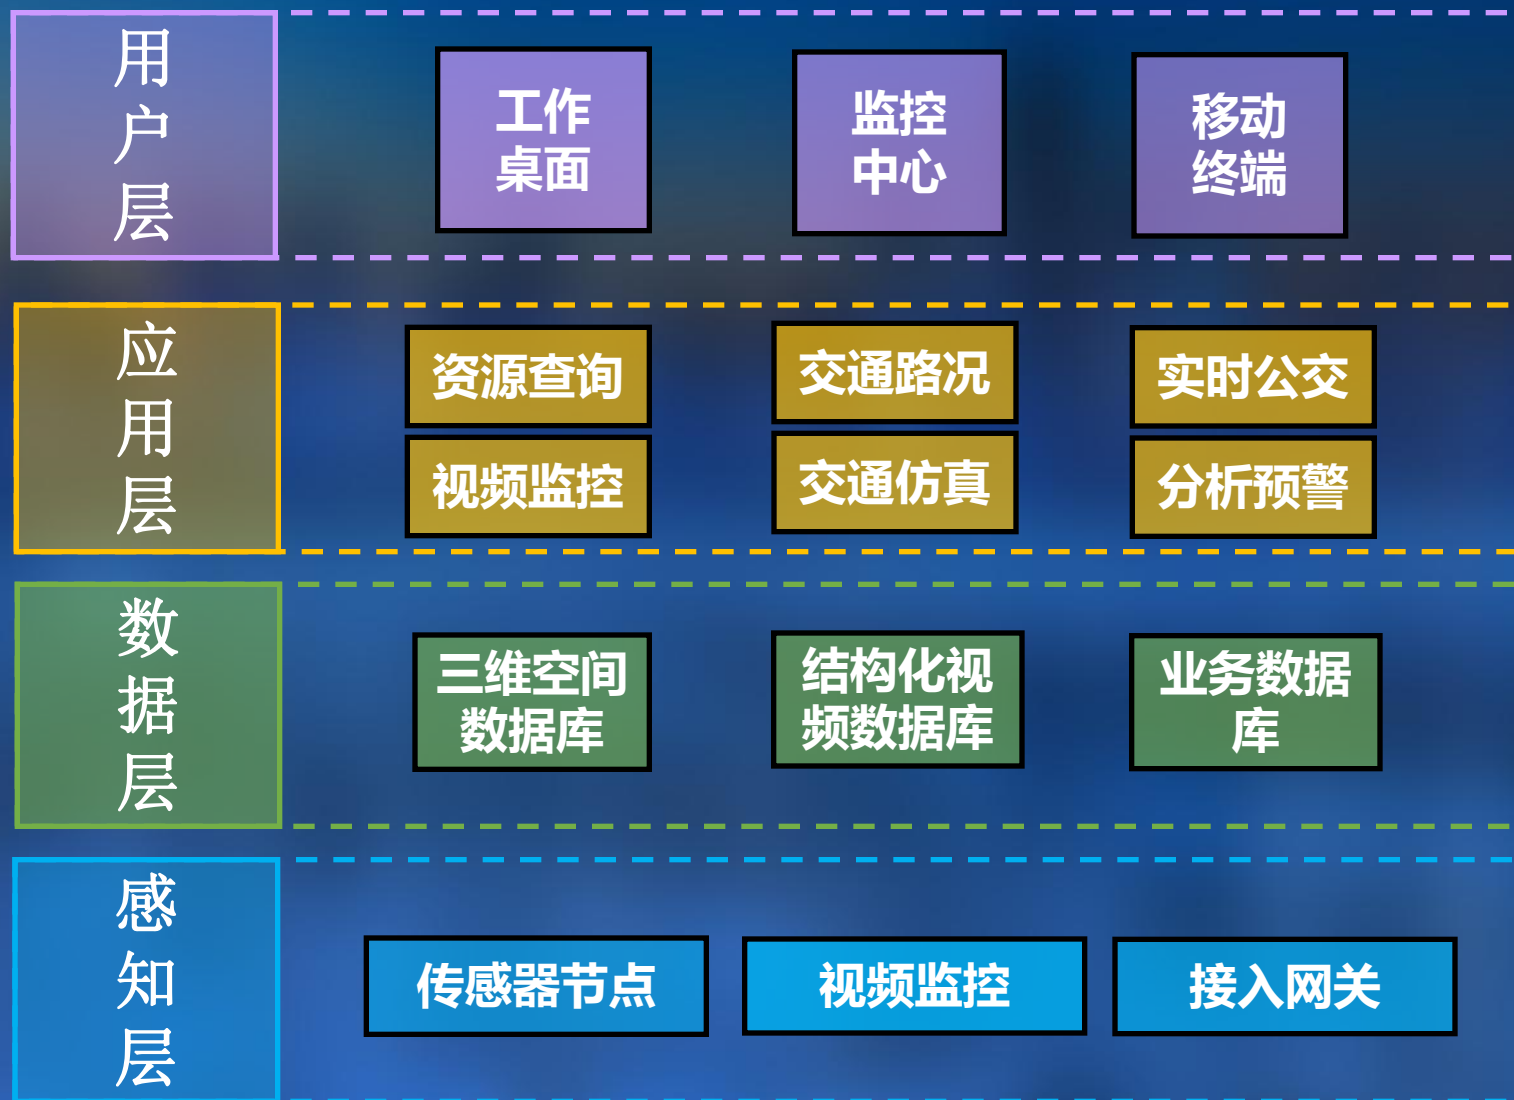 用
户
层
工作
桌面
监控
中心
移动
终端
应
用
层
资源查询
交通路况
实时公交
视频监控
交通仿真
分析预警
数
据
层
三维空间
数据库
结构化视
频数据库
业务数据
库
感
知
层
传感器节点
视频监控
接入网关